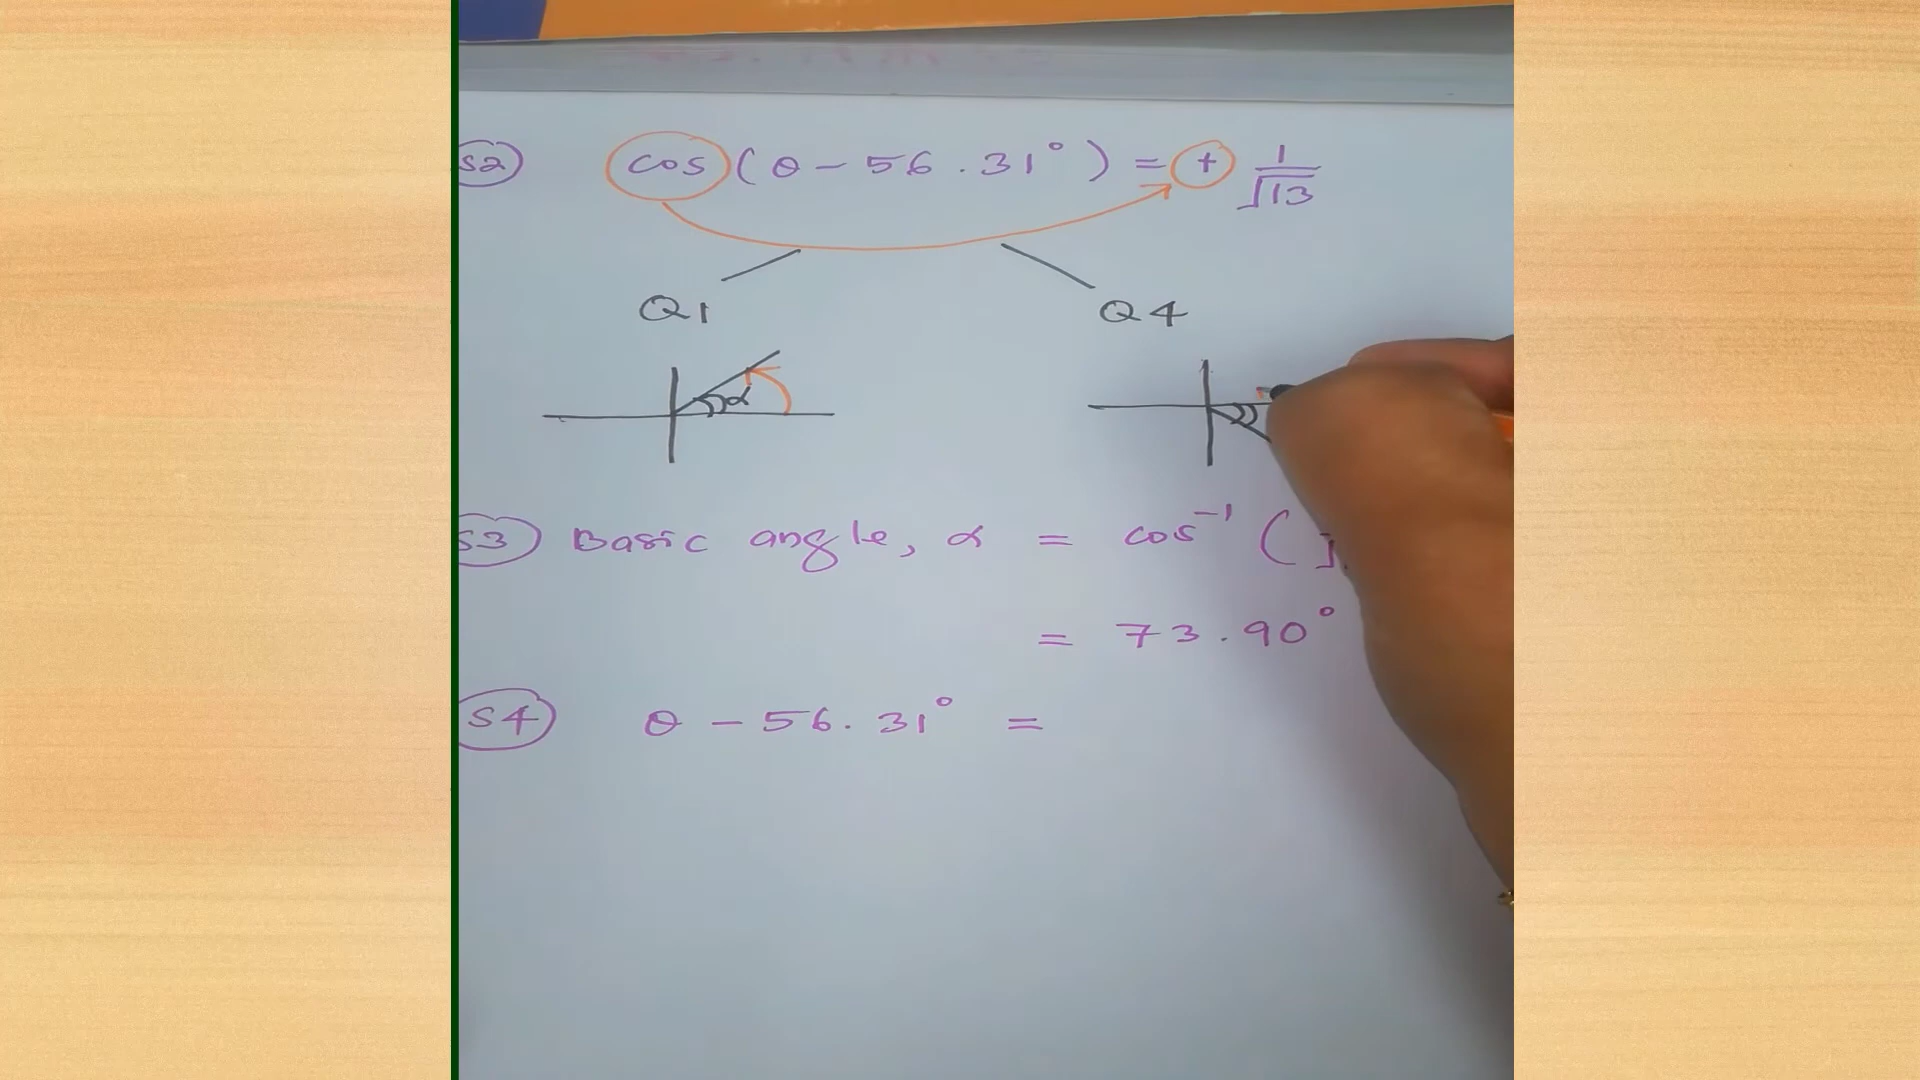 S2 cos(θ - 56.31°) = + 1/√13
Q1 Q4
α
S3 Basic angle, α = cos⁻¹ (
= 73.90°
S4 θ - 56.31° =